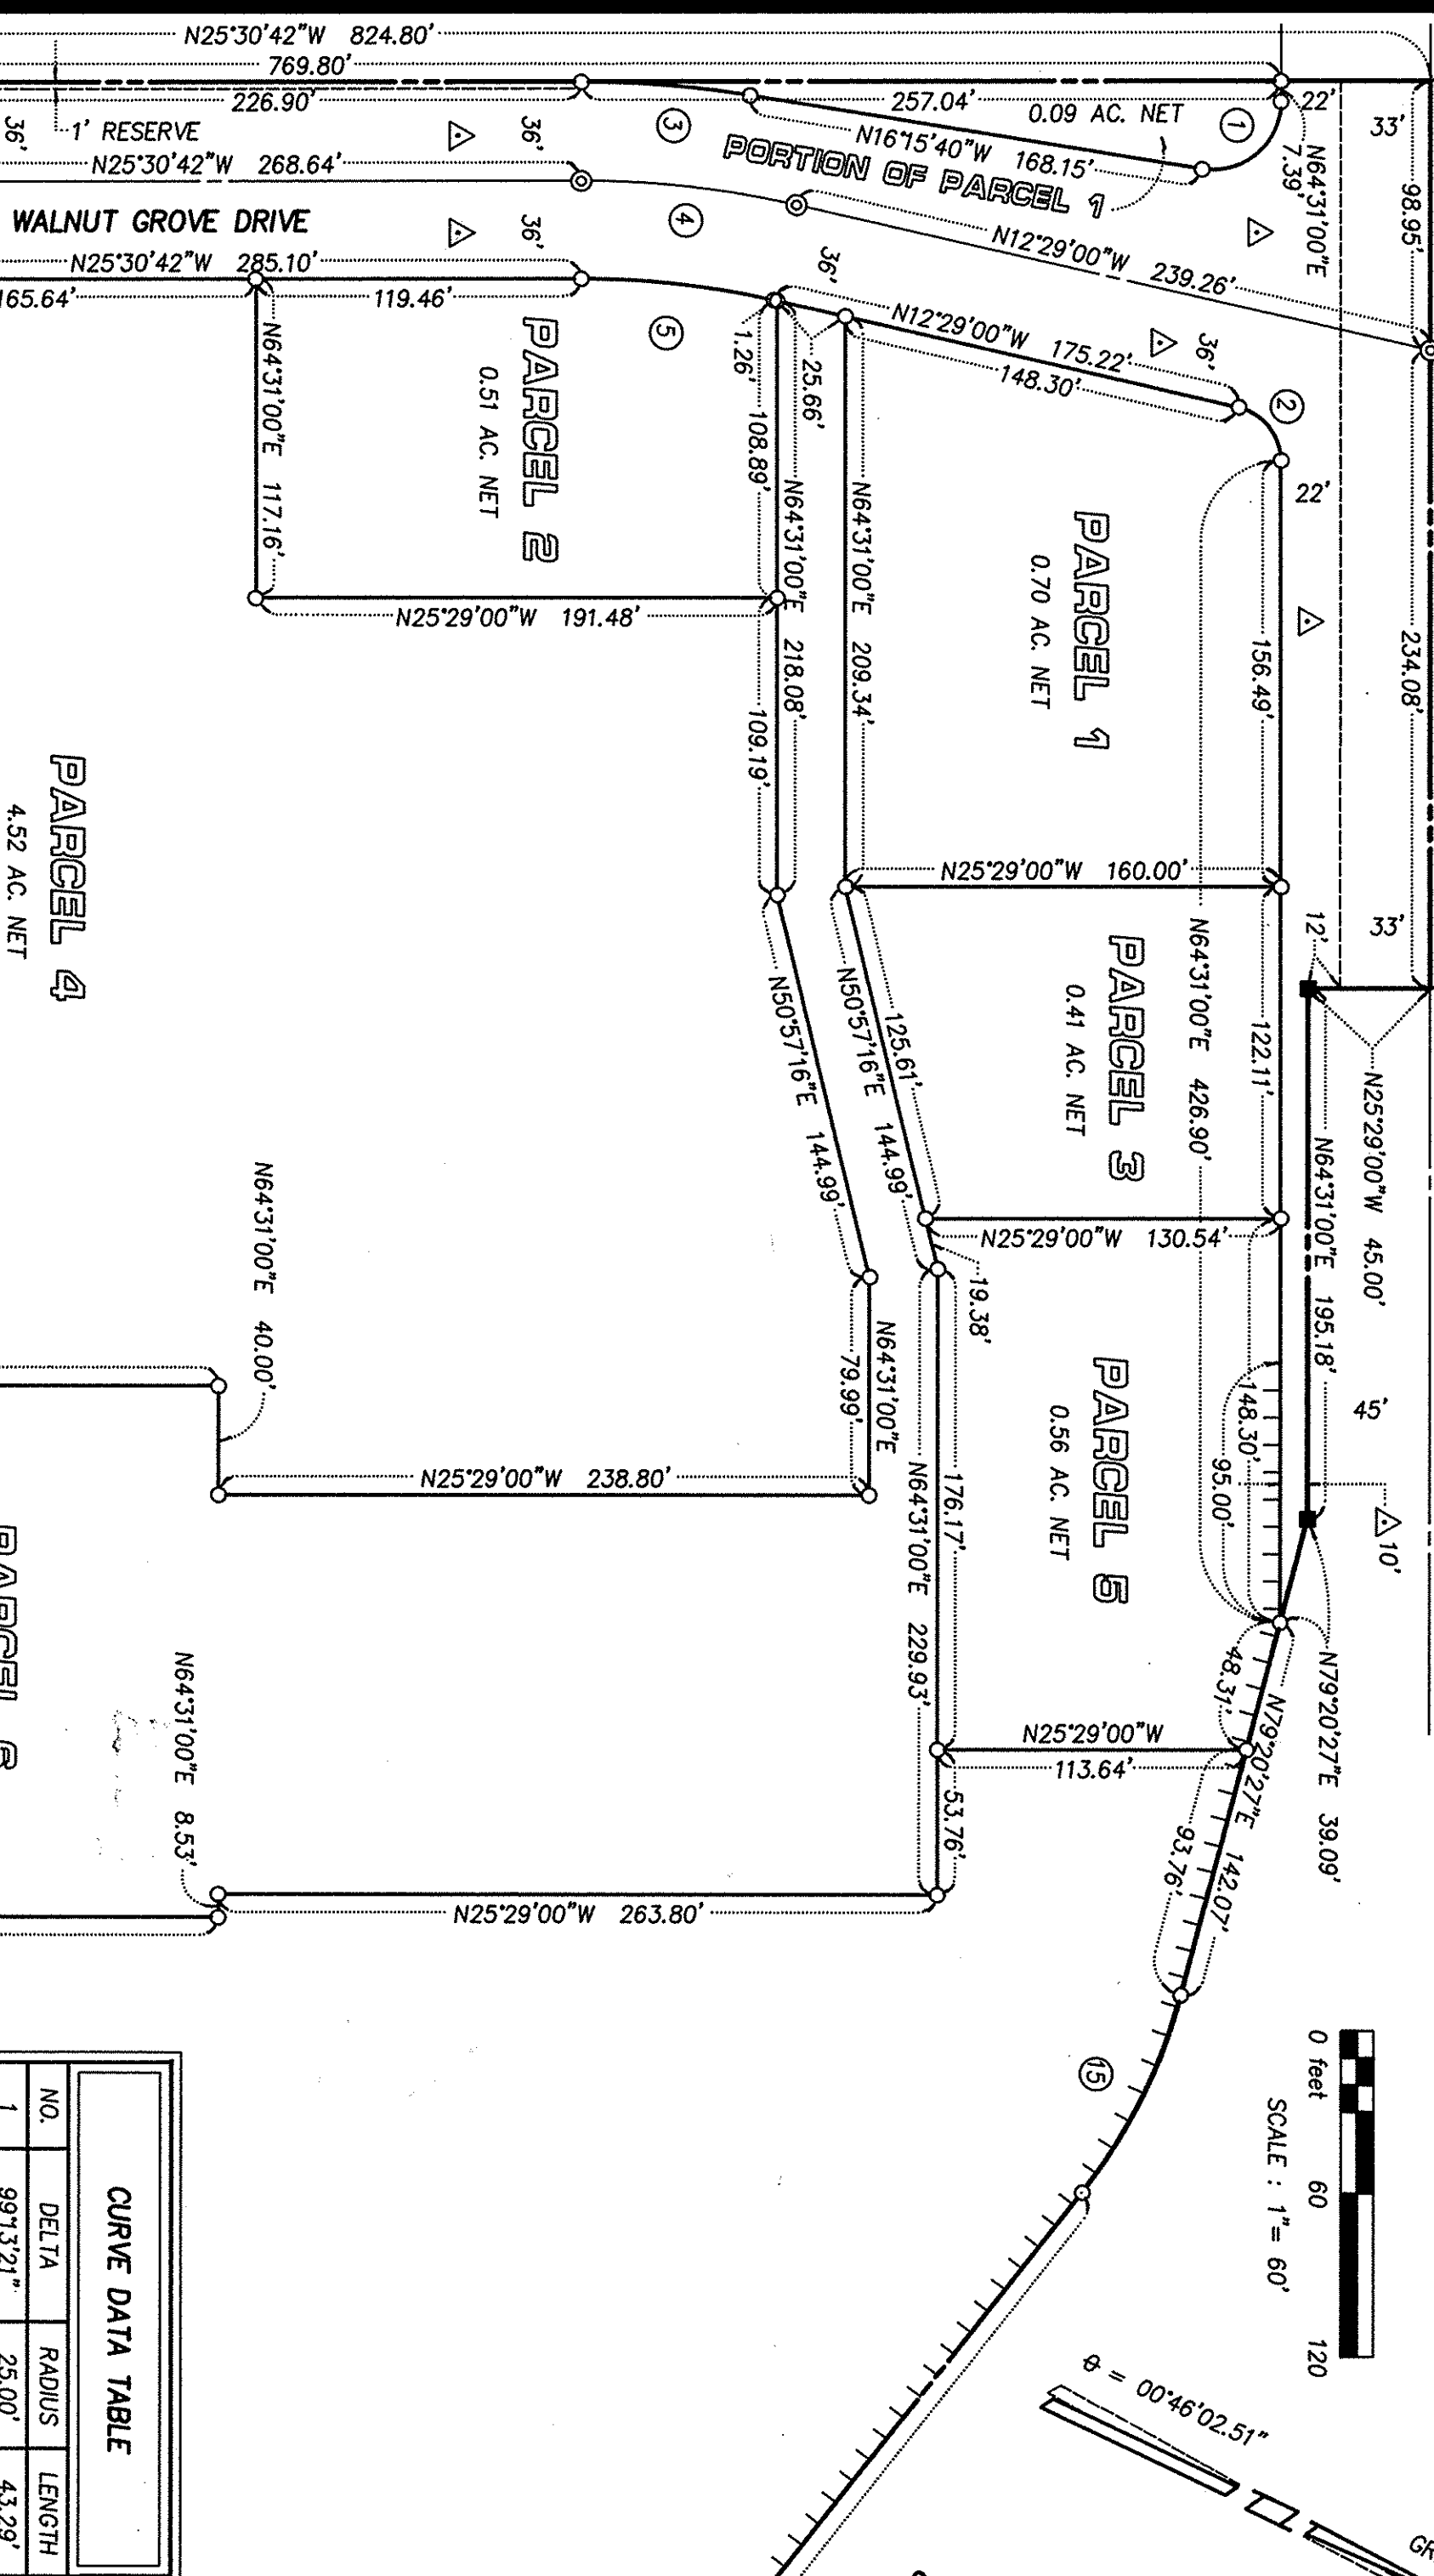 N25°30'42"W 824.80'
769.80'
226.90'
257.04'
22'
33'
36'
1' RESERVE
36'
3
0.09 AC. NET
1
N64°31'00"E
7.39'
98.95'
N25°30'42"W 268.64'
N16°15'40"W 168.15'
PORTION OF PARCEL 1
WALNUT GROVE DRIVE
36'
4
N12°29'00"W 239.26'
N25°30'42"W 285.10'
165.64'
119.46'
36'
5
N12°29'00"W 175.22'
148.30'
36'
2
22'
234.08'
N64°31'00"E 117.16'
PARCEL 2
0.51 AC. NET
1.26'
25.66'
108.89'
N64°31'00"E 218.08'
109.19'
N64°31'00"E 209.34'
PARCEL 1
0.70 AC. NET
156.49'
N25°29'00"W 191.48'
PARCEL 4
4.52 AC. NET
N25°29'00"W 160.00'
12'
33'
PARCEL 3
0.41 AC. NET
N64°31'00"E 426.90'
122.11'
N50°57'16"E 144.99'
125.61'
N50°57'16"E 144.99'
N25°29'00"W 45.00'
N64°31'00"E 195.18'
N25°29'00"W 130.54'
19.38'
N64°31'00"E 40.00'
N64°31'00"E
79.99'
PARCEL 5
0.56 AC. NET
148.30'
95.00'
45'
10'
N25°29'00"W 238.80'
176.17'
N64°31'00"E 229.93'
53.76'
PARCEL 6
N64°31'00"E 8.53'
48.31'
N79°20'27"E 142.07'
93.76'
N79°20'27"E 39.09'
N25°29'00"W
113.64'
N25°29'00"W 263.80'
15
0 feet 60 120
SCALE : 1"= 60'
θ = 00°46'02.51"
CURVE DATA TABLE
NO. DELTA RADIUS LENGTH
1 99°13'21" 25.00' 43.29'